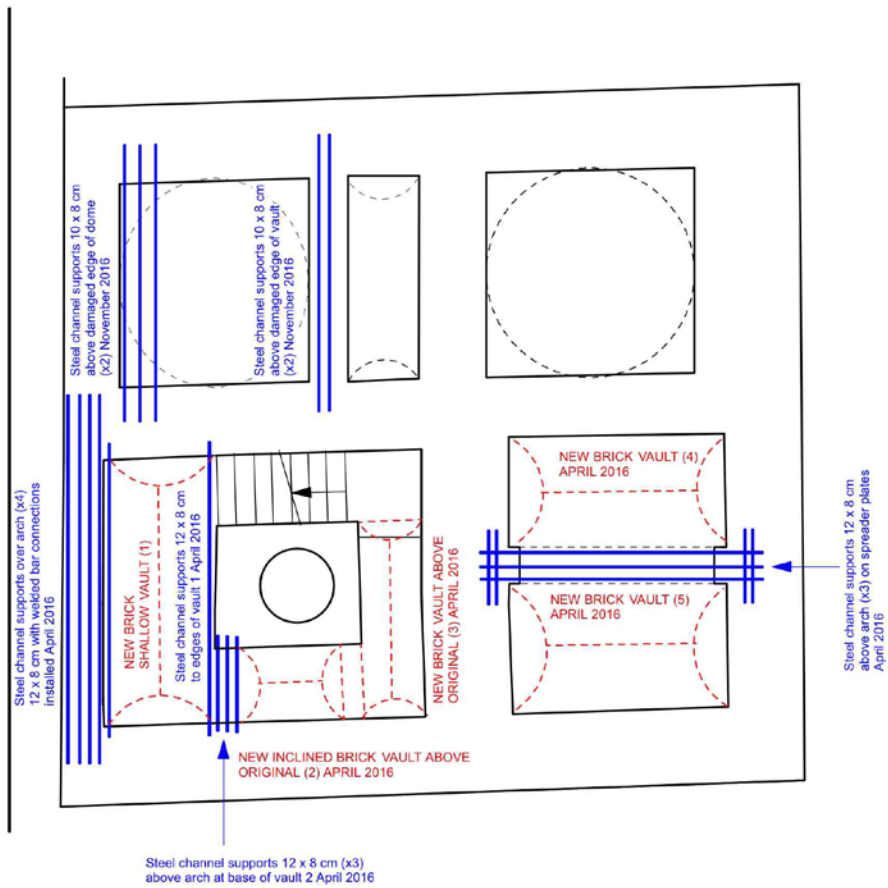 Steel channel supports 10 x 8 cm
above damaged edge of dome
(x2) November 2016
Steel channel supports 10 x 8 cm
above damaged edge of vault
(x2) November 2016
Steel channel supports over arch (x4)
12 x 8 cm with welded bar connections
installed April 2016
NEW BRICK
SHALLOW VAULT (1)
Steel channel supports 12 x 8 cm
to edges of vault 1 April 2016
NEW BRICK VAULT ABOVE
ORIGINAL (3) APRIL 2016
NEW BRICK VAULT (4)
APRIL 2016
NEW BRICK VAULT (5)
APRIL 2016
Steel channel supports 12 x 8 cm
above arch (x3) on spreader plates
April 2016
NEW INCLINED BRICK VAULT ABOVE
ORIGINAL (2) APRIL 2016
Steel channel supports 12 x 8 cm (x3)
above arch at base of vault 2 April 2016